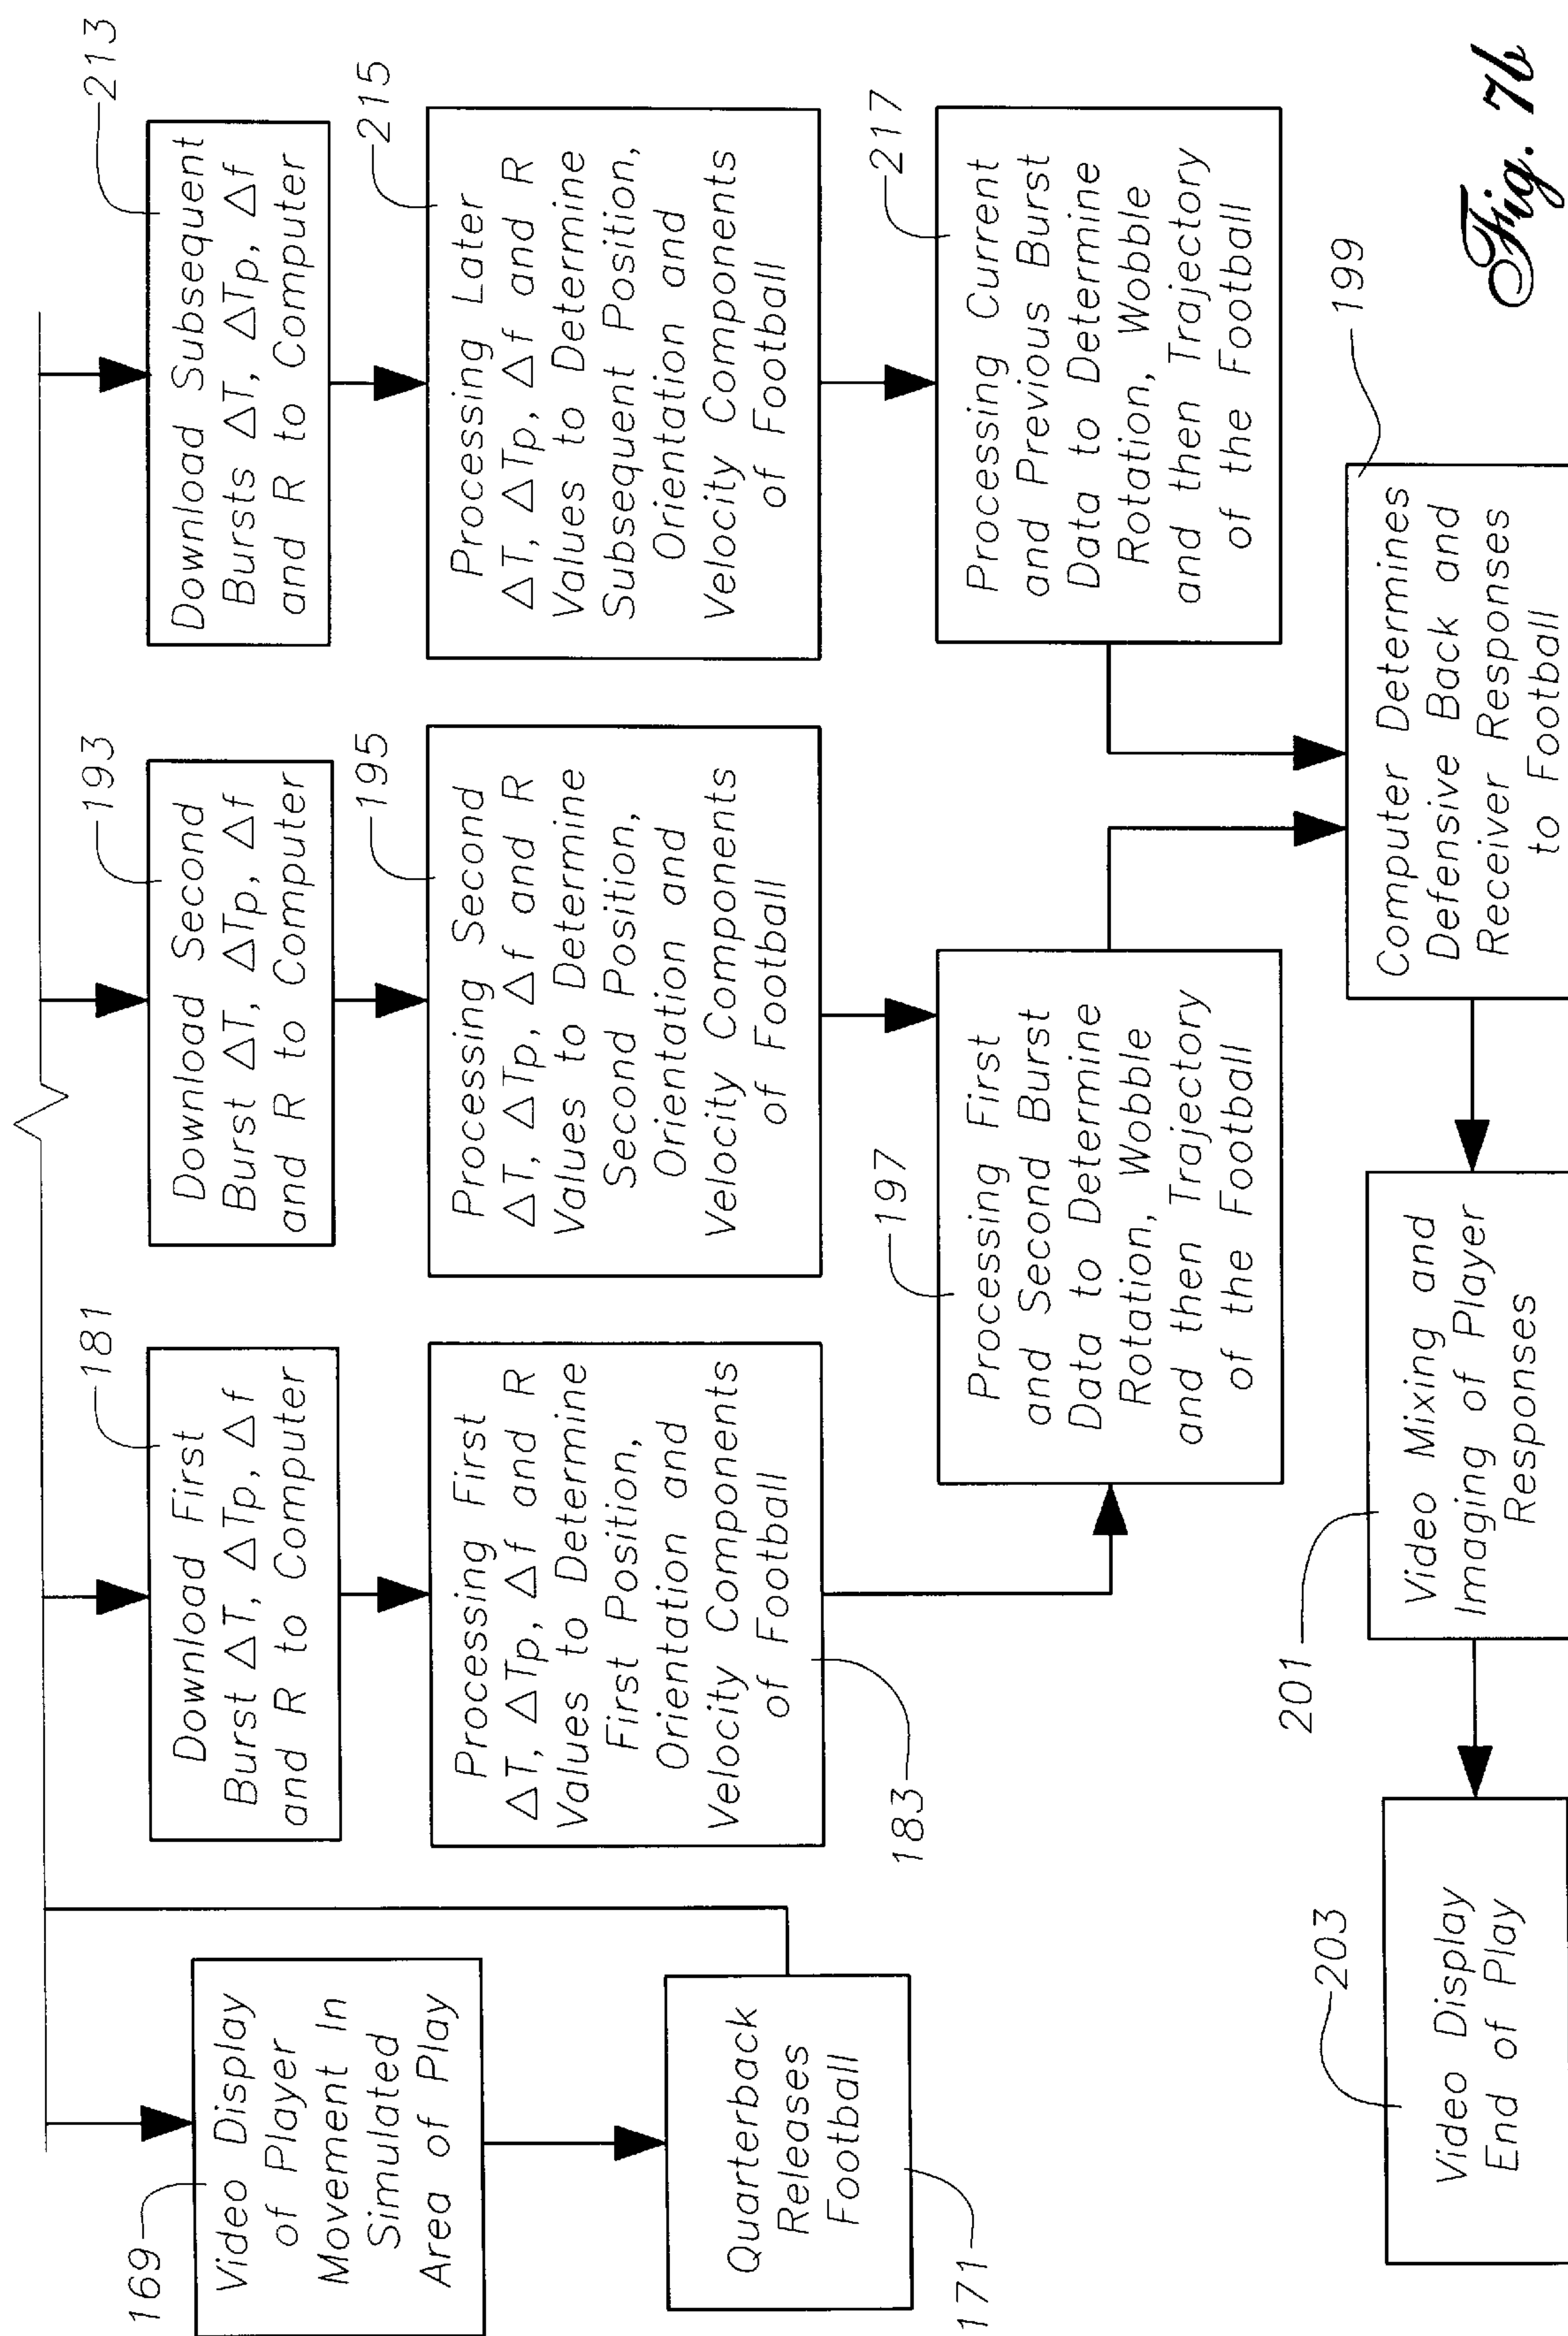 169
Video Display
of Player
Movement In
Simulated
Area of Play
Quarterback
Releases
Football
171
181
Download First
Burst ΔT, ΔTp, Δf
and R to Computer
Processing First
ΔT, ΔTp, Δf and R
Values to Determine
First Position,
Orientation and
Velocity Components
of Football
183
193
Download Second
Burst ΔT, ΔTp, Δf
and R to Computer
195
Processing Second
ΔT, ΔTp, Δf and R
Values to Determine
Second Position,
Orientation and
Velocity Components
of Football
197
Processing First
and Second Burst
Data to Determine
Rotation, Wobble
and then Trajectory
of the Football
213
Download Subsequent
Bursts ΔT, ΔTp, Δf
and R to Computer
215
Processing Later
ΔT, ΔTp, Δf and R
Values to Determine
Subsequent Position,
Orientation and
Velocity Components
of Football
217
Processing Current
and Previous Burst
Data to Determine
Rotation, Wobble
and then Trajectory
of the Football
199
Computer Determines
Defensive Back and
Receiver Responses
to Football
201
Video Mixing and
Imaging of Player
Responses
203
Video Display
End of Play
Fig. 7b